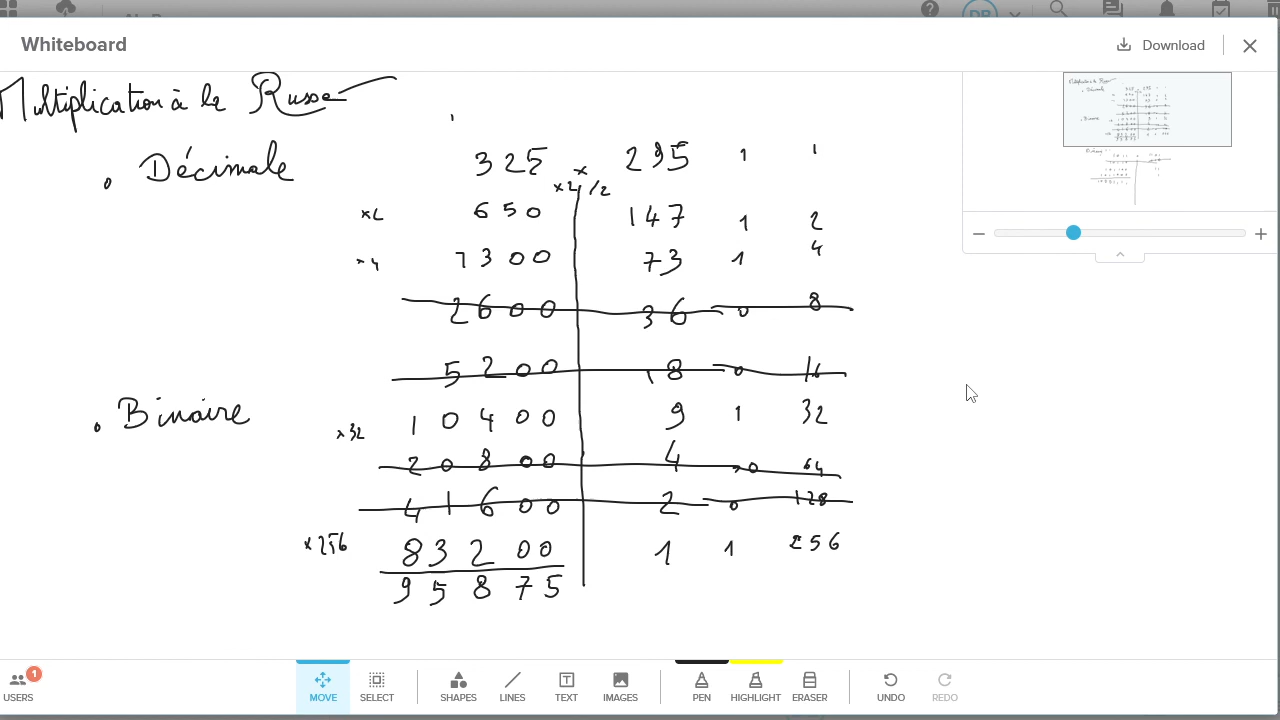 Whiteboard
Download
Multiplication à la Russe
• Décimale
325 × 295 1 1
×2 /2
×2 650 147 1 2
×4 1300 73 1 4
2600 36 0 8
5200 18 0 16
• Binaire
×32 10400 9 1 32
20800 4 0 64
41600 2 0 128
×256 83200 1 1 256
95875
USERS 1
MOVE
SELECT
SHAPES
LINES
TEXT
IMAGES
PEN
HIGHLIGHT
ERASER
UNDO
REDO